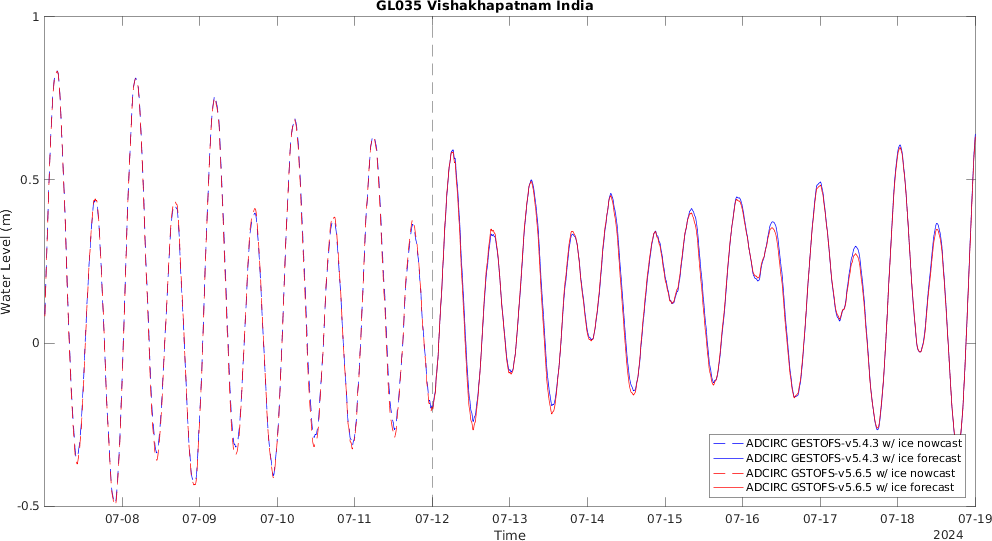 GL035 Vishakhapatnam India
1
0.5
0
-0.5
Water Level (m)
07-08 07-09 07-10 07-11 07-12 07-13 07-14 07-15 07-16 07-17 07-18 07-19
Time
2024
ADCIRC GESTOFS-v5.4.3 w/ ice nowcast
ADCIRC GESTOFS-v5.4.3 w/ ice forecast
ADCIRC GSTOFS-v5.6.5 w/ ice nowcast
ADCIRC GSTOFS-v5.6.5 w/ ice forecast